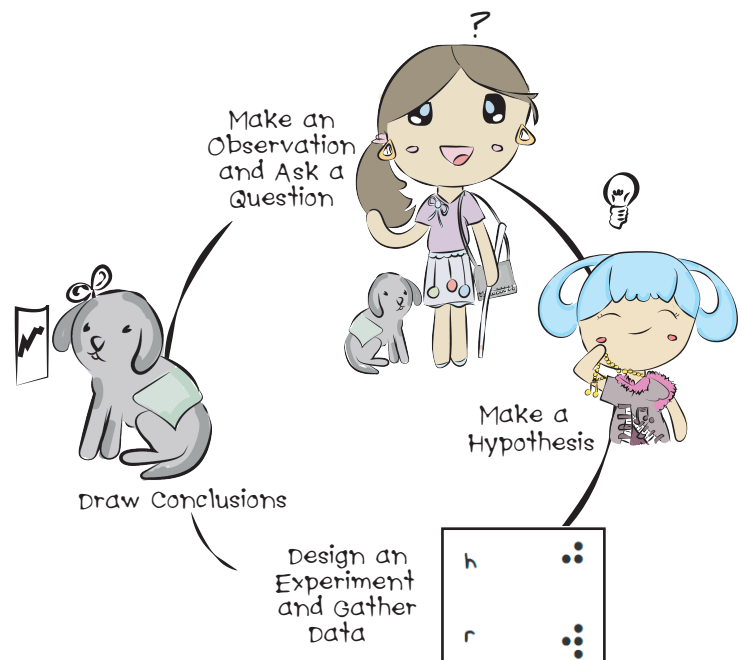 ?
Make an
Observation
and Ask a
Question
Make a
Hypothesis
Draw Conclusions
Design an
Experiment
and Gather
Data
h ⠚
r ⠺